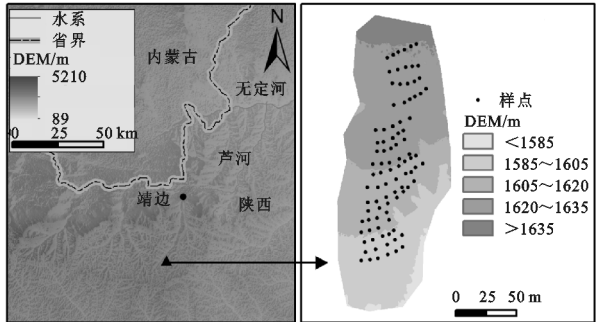 水系
省界
DEM/m
5210
89
0 25 50 km
内蒙古
N
无定河
芦河
靖边
陕西
样点
DEM/m
<1585
1585~1605
1605~1620
1620~1635
>1635
0 25 50 m